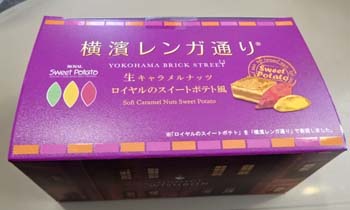 横濱レンガ通り®
YOKOHAMA BRICK STREET
ROYAL
Sweet Potato
生キャラメルナッツ
ロイヤルのスイートポテト風
Soft Caramel Nuts Sweet Potato
Sweet
Potato
※「ロイヤルのスイートポテト」を「横濱レンガ通り」で表現しました。